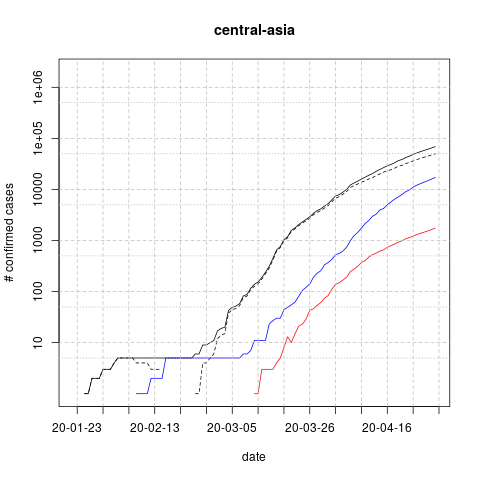 central-asia
# confirmed cases
1e+06
1e+05
10000
1000
100
10
20-01-23
20-02-13
20-03-05
20-03-26
20-04-16
date